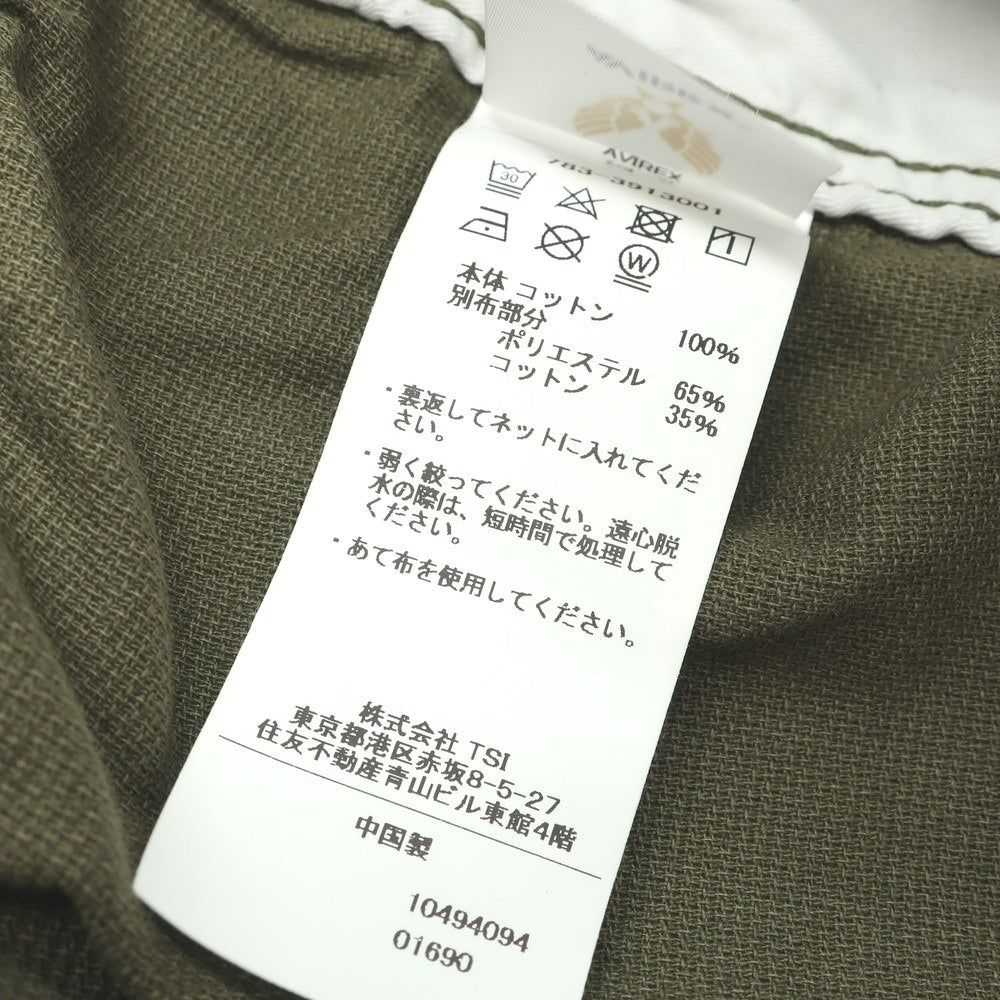 AVIREX
783-3913001
30
1
W
本体 コットン 100%
別布部分
ポリエステル 65%
コットン 35%
・裏返してネットに入れてくだ
さい。
・弱く絞ってください。遠心脱
水の際は、短時間で処理して
ください。
・あて布を使用してください。
株式会社 TSI
東京都港区赤坂8-5-27
住友不動産青山ビル東館4階
中国製
10494094
01690